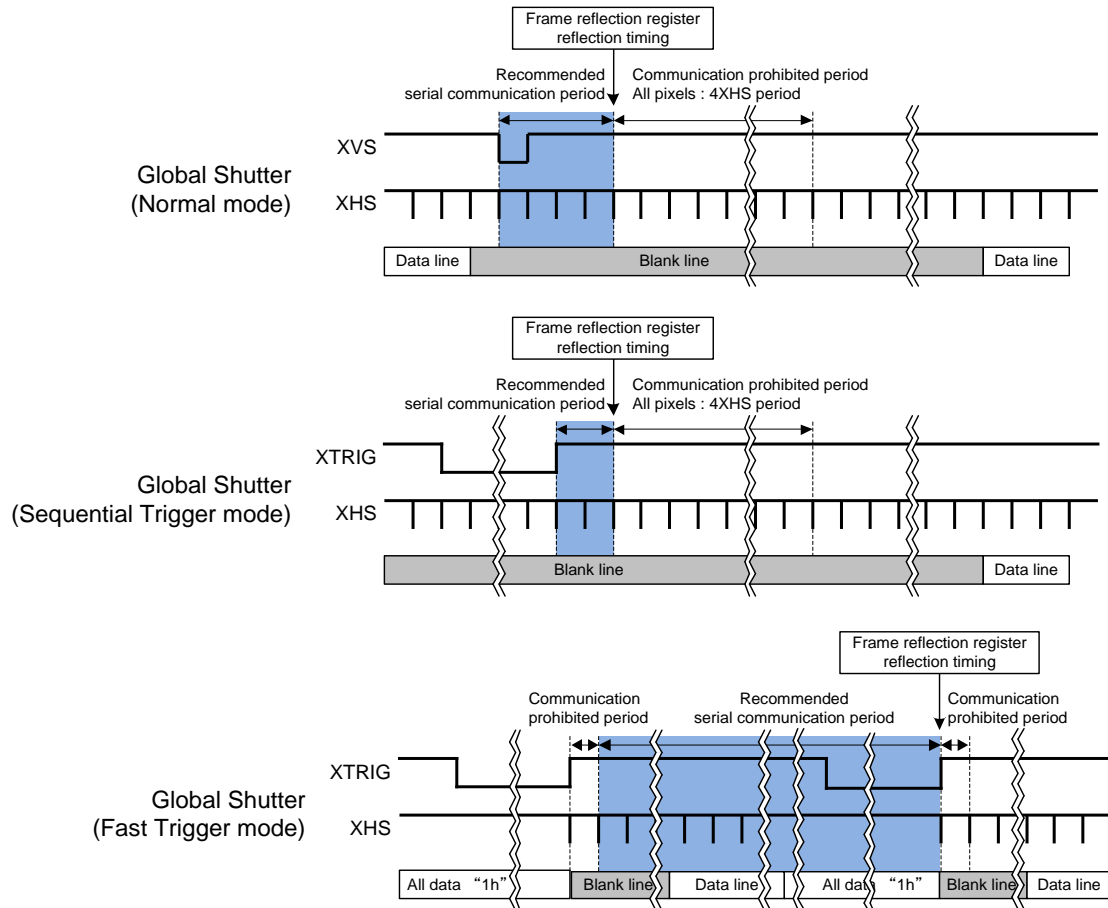 Frame reflection register
reflection timing
Recommended
serial communication period
Communication prohibited period
All pixels : 4XHS period
Global Shutter
(Normal mode)
XVS
XHS
Data line
Blank line
Data line
Frame reflection register
reflection timing
Recommended
serial communication period
Communication prohibited period
All pixels : 4XHS period
Global Shutter
(Sequential Trigger mode)
XTRIG
XHS
Blank line
Data line
Frame reflection register
reflection timing
Communication
prohibited period
Recommended
serial communication period
Communication
prohibited period
Global Shutter
(Fast Trigger mode)
XTRIG
XHS
All data “1h”
Blank line
Data line
All data “1h”
Blank line
Data line